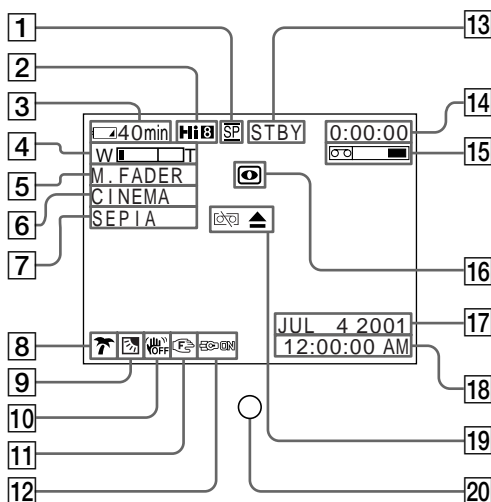 1
13
2
3
14
40min Hi8 SP STBY 0:00:00
4
W T
15
5
M.FADER
6
CINEMA
7
SEPIA
16
JUL 4 2001
17
8
OFF F ON
12:00:00 AM
18
9
10
11
19
12
20